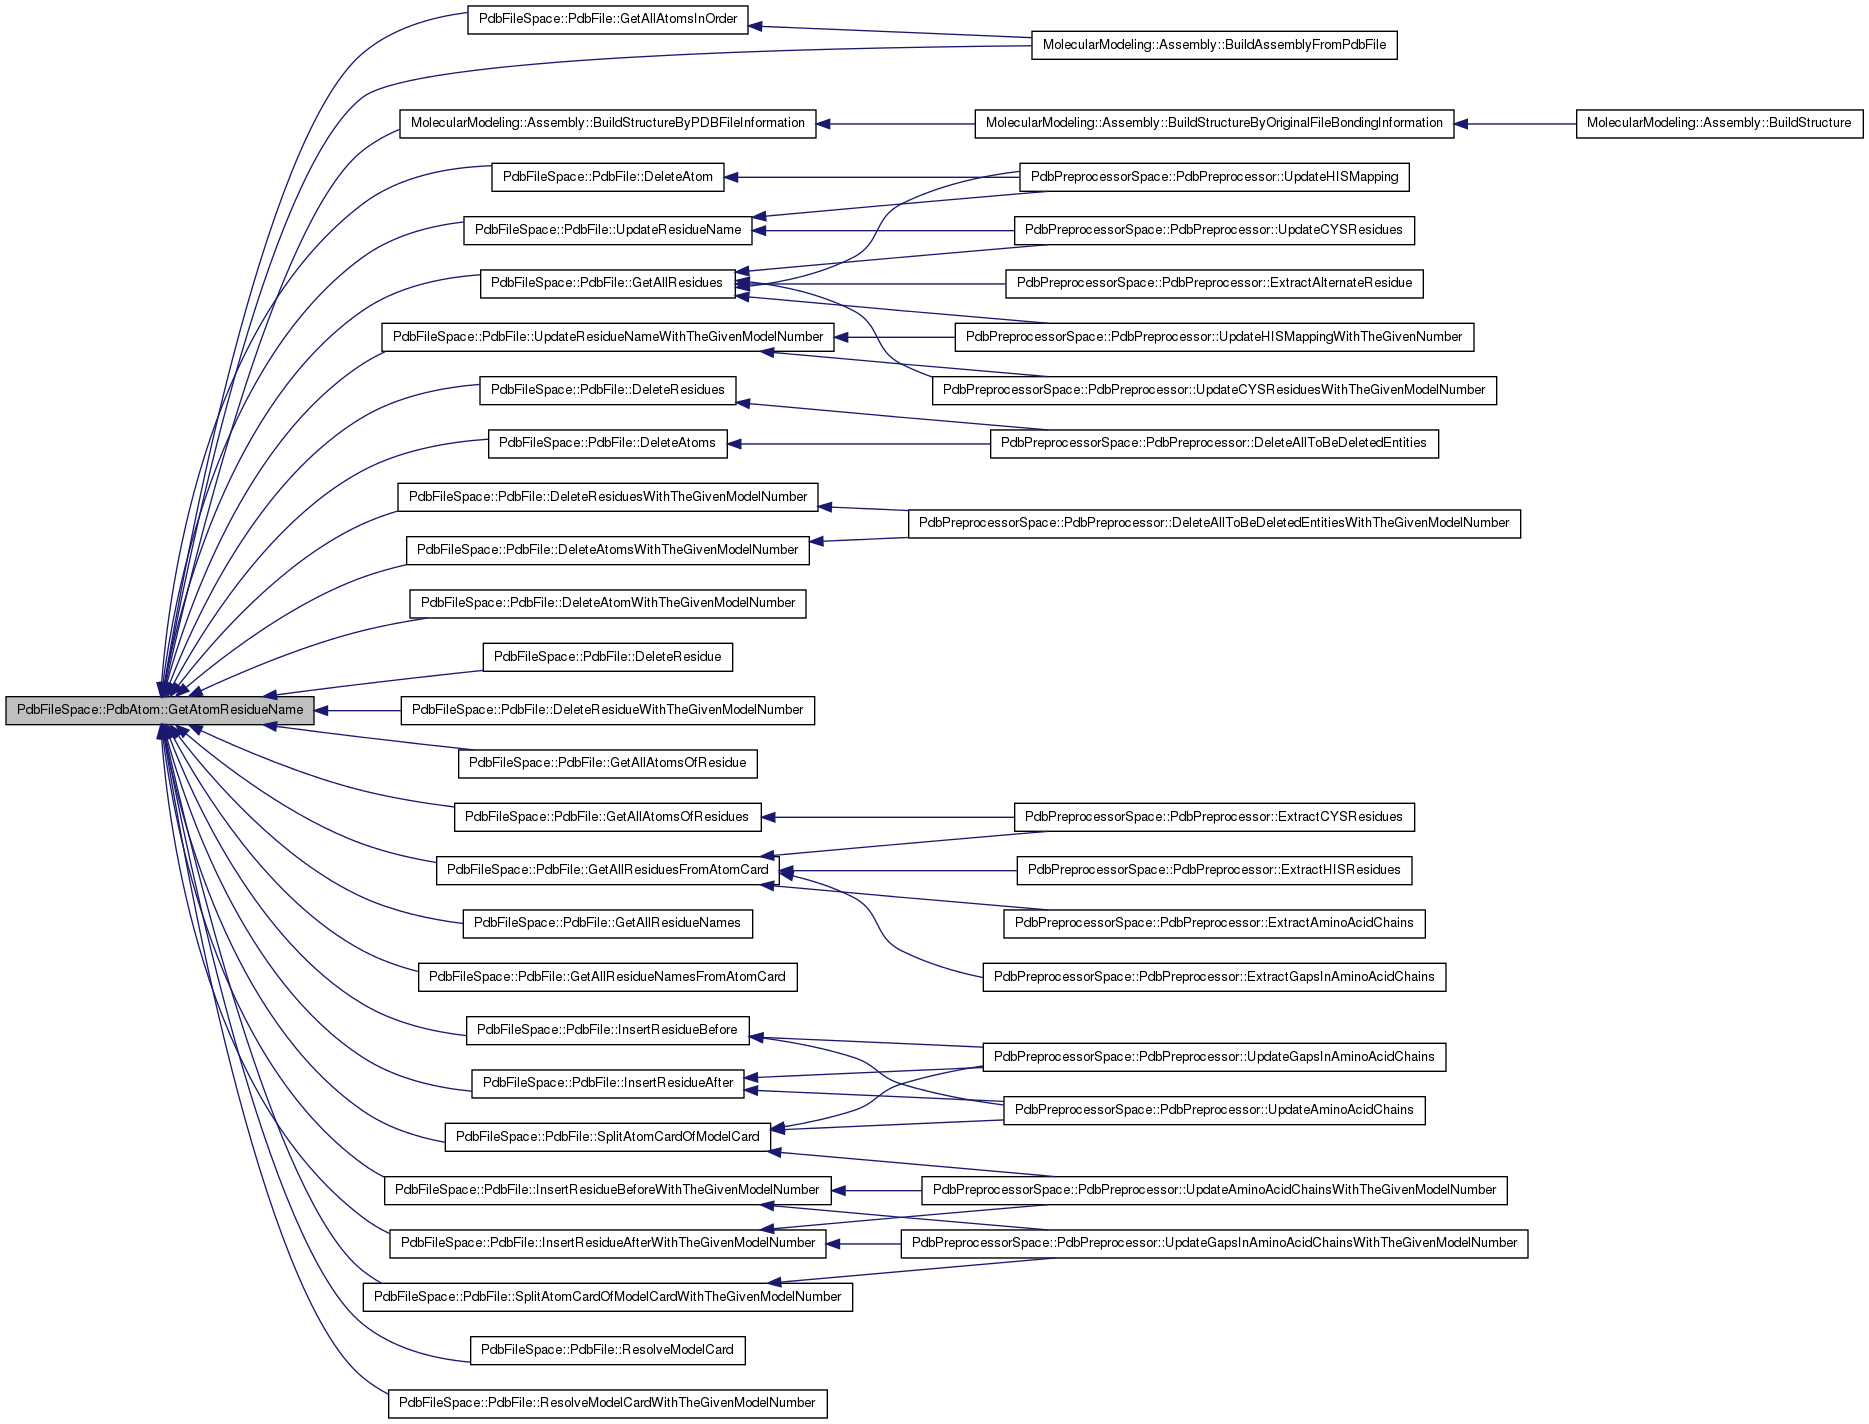 PdbFileSpace::PdbFile::GetAllAtomsInOrder
MolecularModeling::Assembly::BuildAssemblyFromPdbFile
MolecularModeling::Assembly::BuildStructureByPDBFileInformation
MolecularModeling::Assembly::BuildStructureByOriginalFileBondingInformation
MolecularModeling::Assembly::BuildStructure
PdbFileSpace::PdbFile::DeleteAtom
PdbPreprocessorSpace::PdbPreprocessor::UpdateHISMapping
PdbFileSpace::PdbFile::UpdateResidueName
PdbPreprocessorSpace::PdbPreprocessor::UpdateCYSResidues
PdbFileSpace::PdbFile::GetAllResidues
PdbPreprocessorSpace::PdbPreprocessor::ExtractAlternateResidue
PdbFileSpace::PdbFile::UpdateResidueNameWithTheGivenModelNumber
PdbPreprocessorSpace::PdbPreprocessor::UpdateHISMappingWithTheGivenNumber
PdbFileSpace::PdbFile::DeleteResidues
PdbPreprocessorSpace::PdbPreprocessor::UpdateCYSResiduesWithTheGivenModelNumber
PdbFileSpace::PdbFile::DeleteAtoms
PdbPreprocessorSpace::PdbPreprocessor::DeleteAllToBeDeletedEntities
PdbFileSpace::PdbFile::DeleteResiduesWithTheGivenModelNumber
PdbPreprocessorSpace::PdbPreprocessor::DeleteAllToBeDeletedEntitiesWithTheGivenModelNumber
PdbFileSpace::PdbFile::DeleteAtomsWithTheGivenModelNumber
PdbFileSpace::PdbFile::DeleteAtomWithTheGivenModelNumber
PdbFileSpace::PdbFile::DeleteResidue
PdbFileSpace::PdbAtom::GetAtomResidueName
PdbFileSpace::PdbFile::DeleteResidueWithTheGivenModelNumber
PdbFileSpace::PdbFile::GetAllAtomsOfResidue
PdbFileSpace::PdbFile::GetAllAtomsOfResidues
PdbPreprocessorSpace::PdbPreprocessor::ExtractCYSResidues
PdbFileSpace::PdbFile::GetAllResiduesFromAtomCard
PdbPreprocessorSpace::PdbPreprocessor::ExtractHISResidues
PdbFileSpace::PdbFile::GetAllResidueNames
PdbPreprocessorSpace::PdbPreprocessor::ExtractAminoAcidChains
PdbFileSpace::PdbFile::GetAllResidueNamesFromAtomCard
PdbPreprocessorSpace::PdbPreprocessor::ExtractGapsInAminoAcidChains
PdbFileSpace::PdbFile::InsertResidueBefore
PdbPreprocessorSpace::PdbPreprocessor::UpdateGapsInAminoAcidChains
PdbFileSpace::PdbFile::InsertResidueAfter
PdbPreprocessorSpace::PdbPreprocessor::UpdateAminoAcidChains
PdbFileSpace::PdbFile::SplitAtomCardOfModelCard
PdbFileSpace::PdbFile::InsertResidueBeforeWithTheGivenModelNumber
PdbPreprocessorSpace::PdbPreprocessor::UpdateAminoAcidChainsWithTheGivenModelNumber
PdbFileSpace::PdbFile::InsertResidueAfterWithTheGivenModelNumber
PdbPreprocessorSpace::PdbPreprocessor::UpdateGapsInAminoAcidChainsWithTheGivenModelNumber
PdbFileSpace::PdbFile::SplitAtomCardOfModelCardWithTheGivenModelNumber
PdbFileSpace::PdbFile::ResolveModelCard
PdbFileSpace::PdbFile::ResolveModelCardWithTheGivenModelNumber